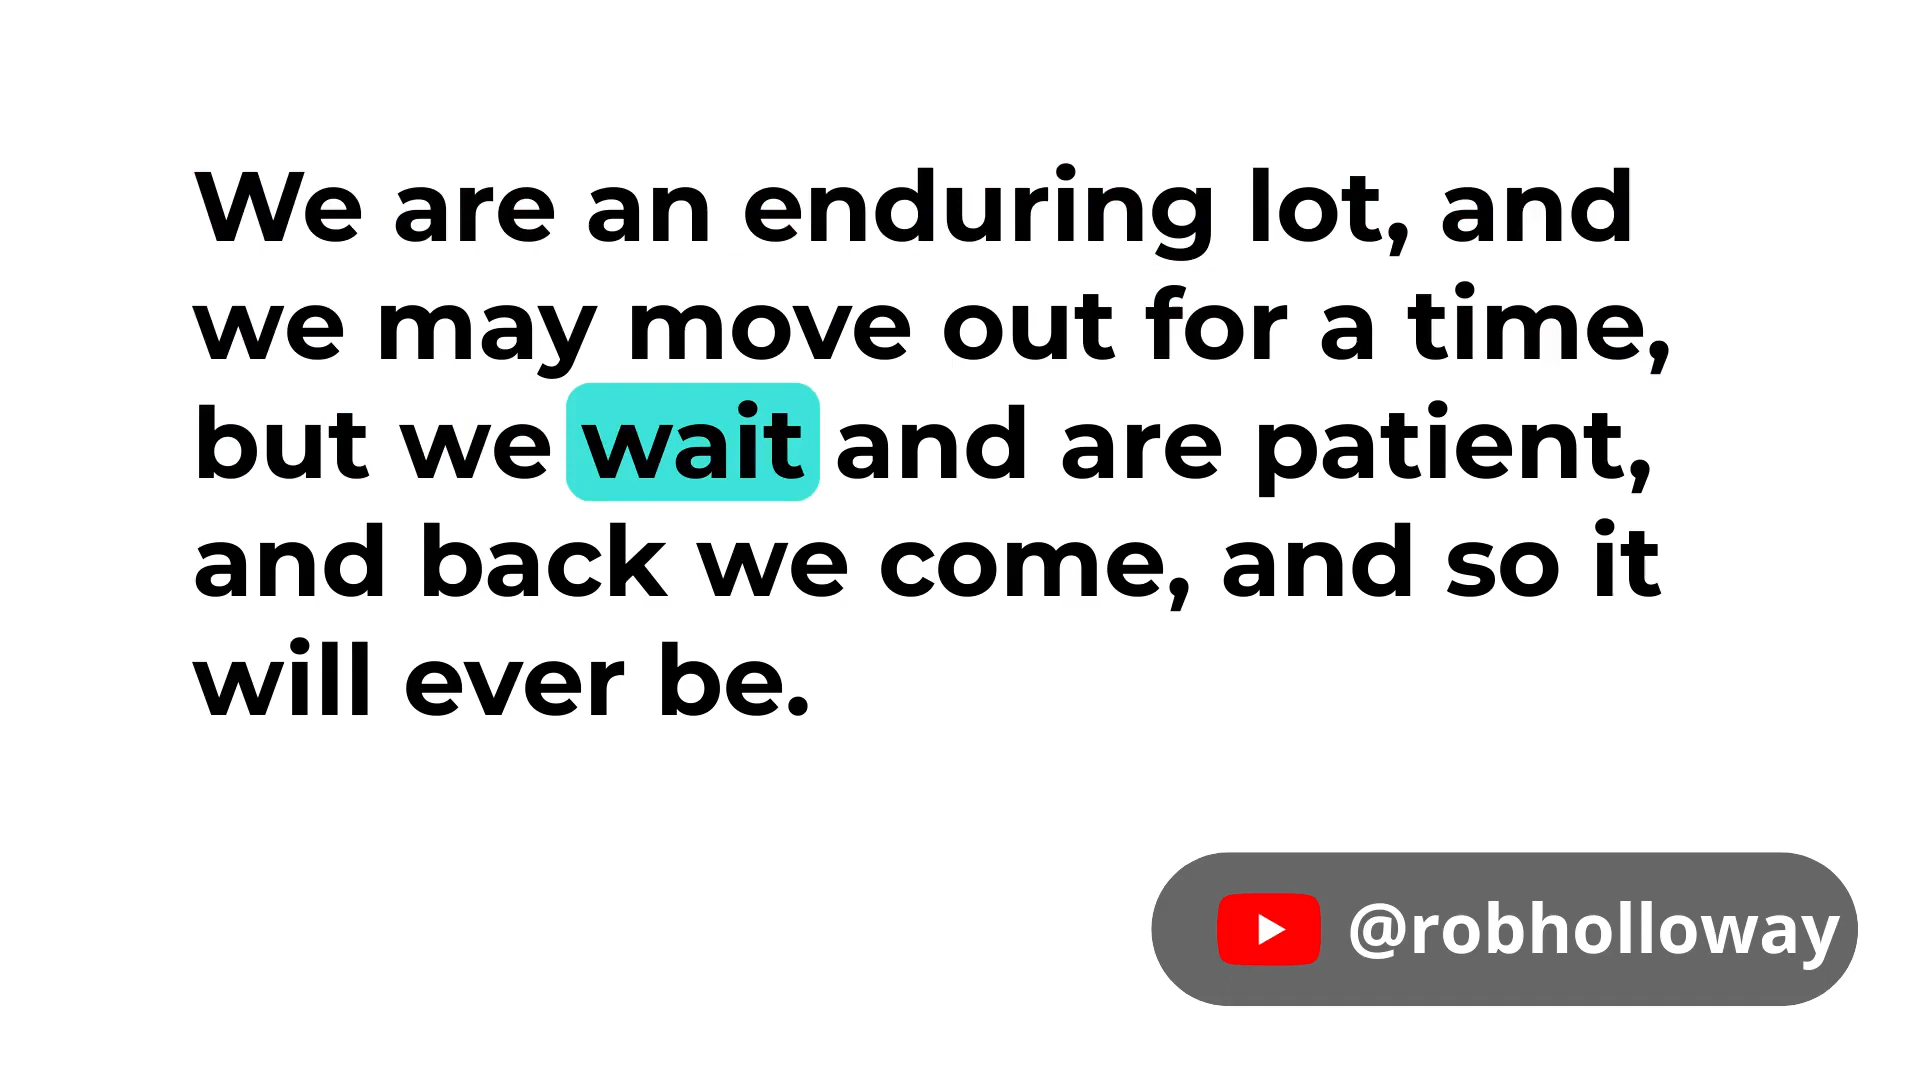 We are an enduring lot, and
we may move out for a time,
but we wait and are patient,
and back we come, and so it
will ever be.
@robholloway